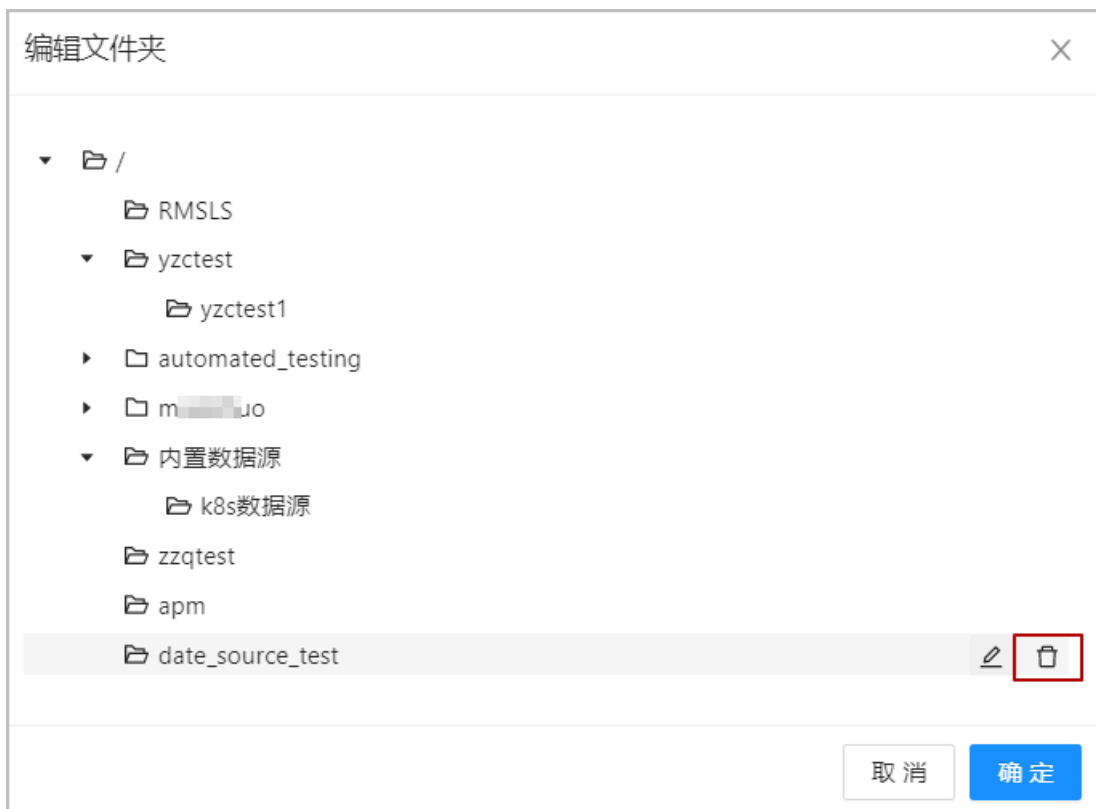 编辑文件夹
/
RMSLS
yzctest
yzctest1
automated_testing
内置数据源
k8s数据源
zzqtest
apm
date_source_test
取 消
确 定